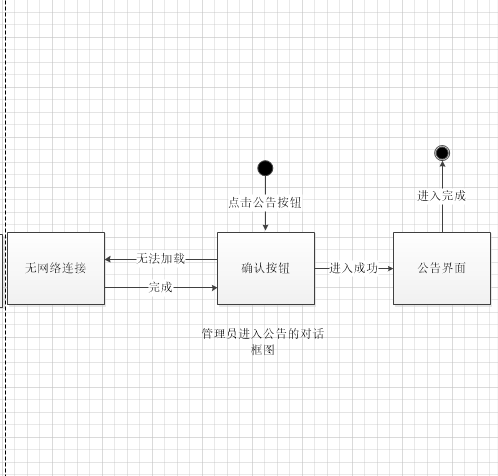 进入完成
点击公告按钮
无网络连接
无法加载
完成
确认按钮
进入成功
公告界面
管理员进入公告的对话
框图